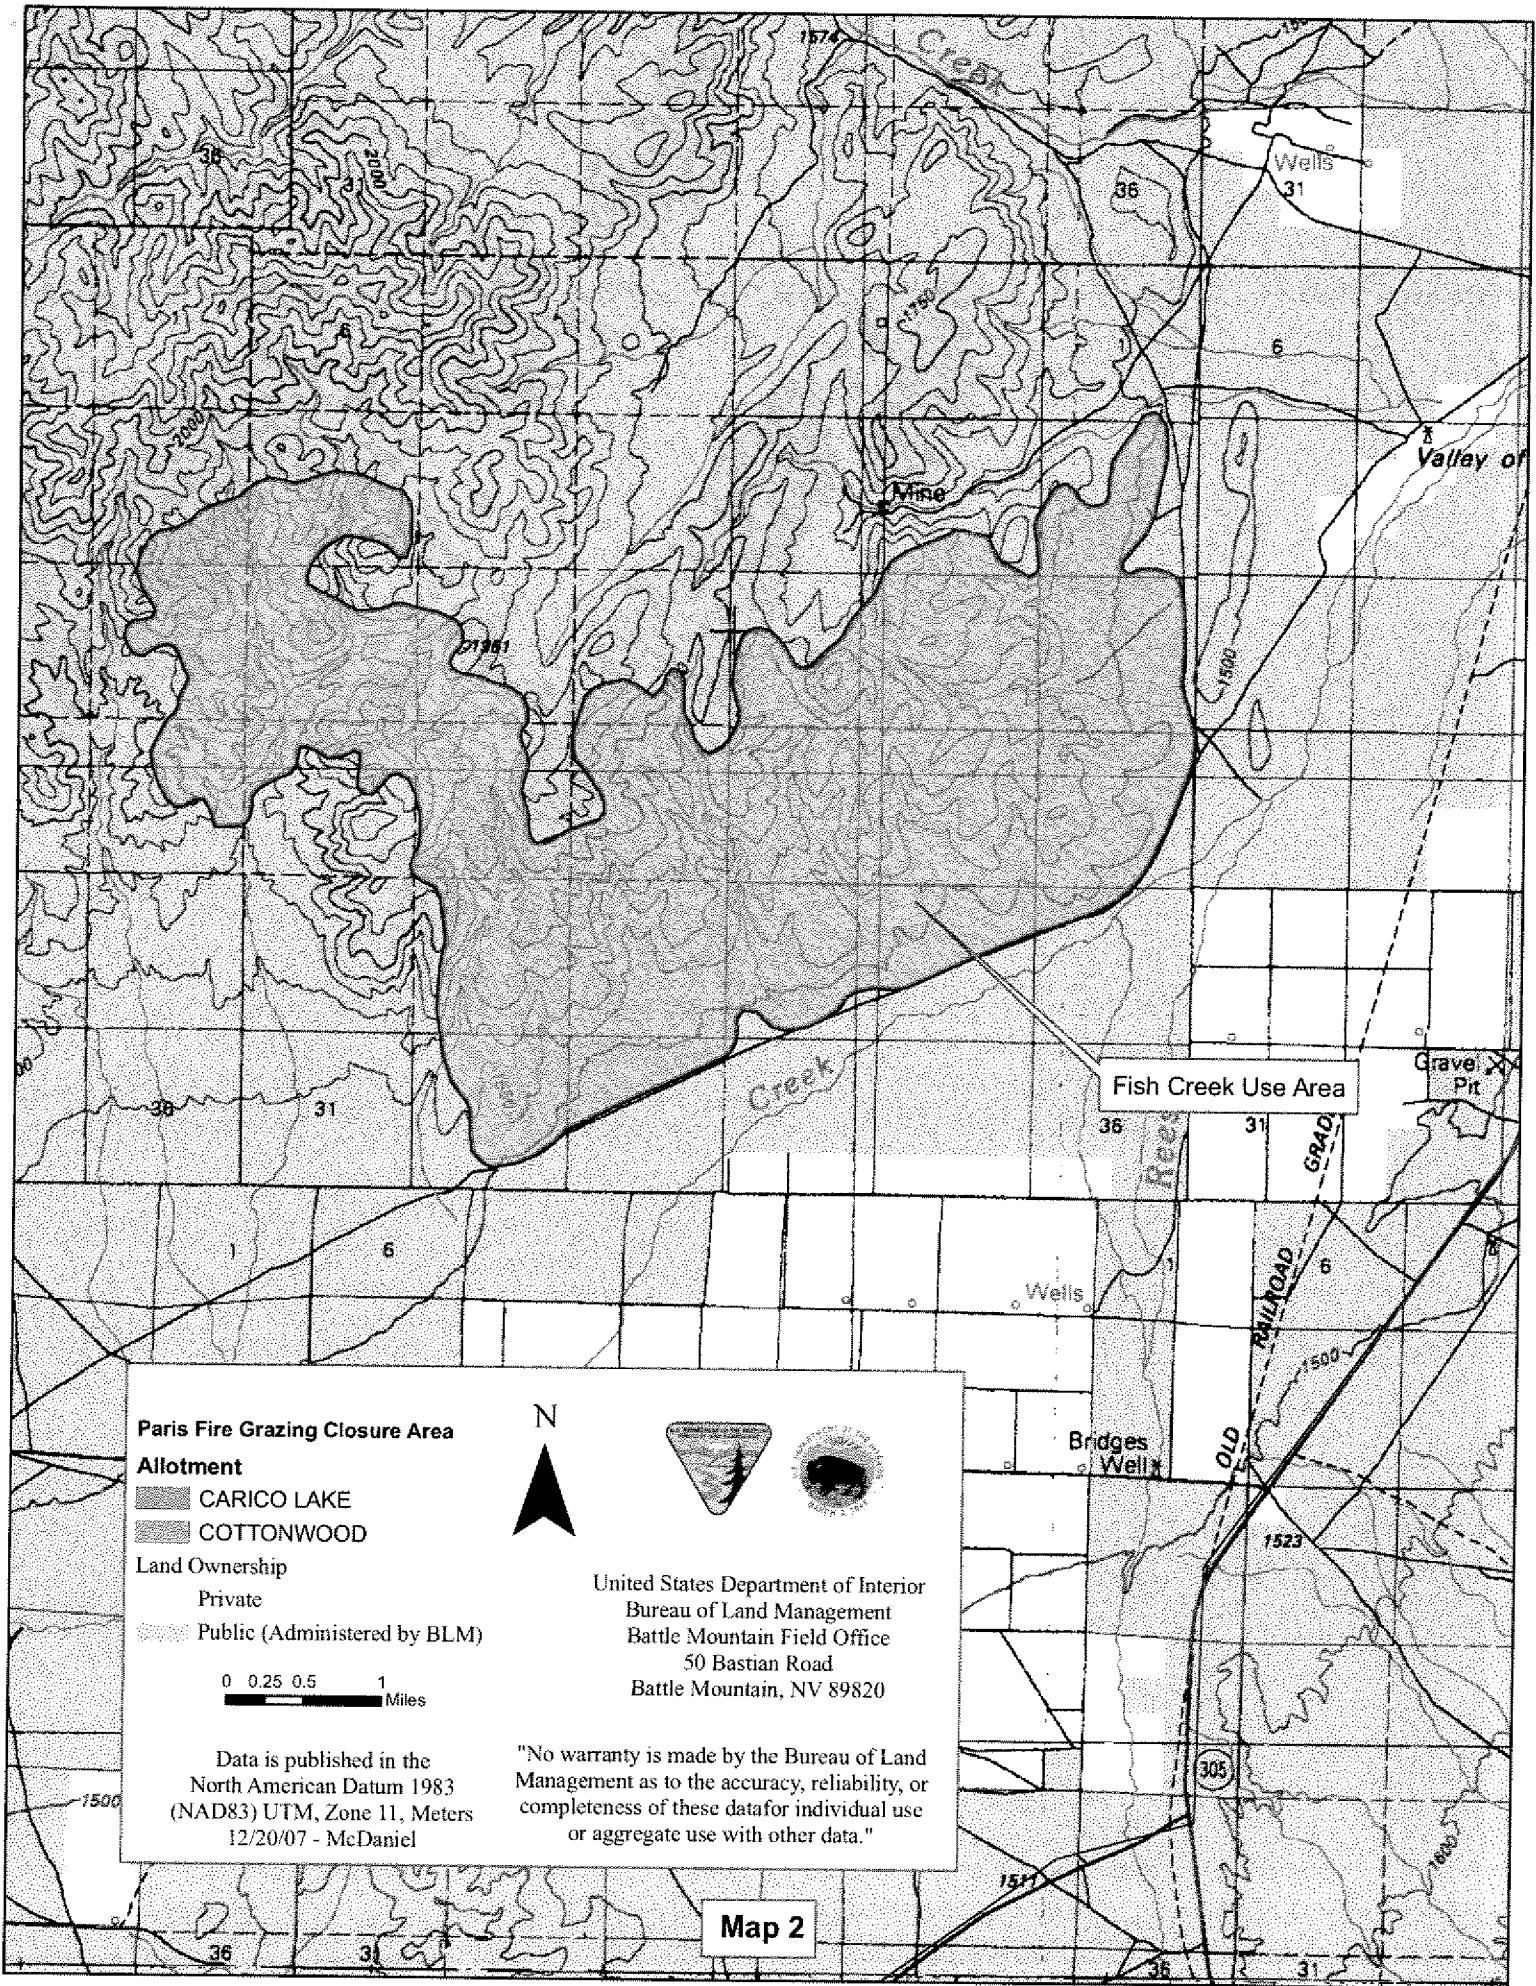 1574
Creek
36
31
2000
Wells
31
36
1750
6
1
6
2000
Valley of
Mine
1500
Gravel
Pit
Fish Creek Use Area
Creek
36
31
36
31
GRAD
Rees
1
6
Wells
1
6
RAILROAD
1500
OLD
Bridges
Well
1523
Paris Fire Grazing Closure Area
Allotment
CARICO LAKE
COTTONWOOD
Land Ownership
Private
Public (Administered by BLM)
0 0.25 0.5 1
Miles
N
United States Department of Interior
Bureau of Land Management
Battle Mountain Field Office
50 Bastian Road
Battle Mountain, NV 89820
Data is published in the
North American Datum 1983
(NAD83) UTM, Zone 11, Meters
12/20/07 - McDaniel
"No warranty is made by the Bureau of Land
Management as to the accuracy, reliability, or
completeness of these datafor individual use
or aggregate use with other data."
305
1500
1600
1511
Map 2
36
31
36
31